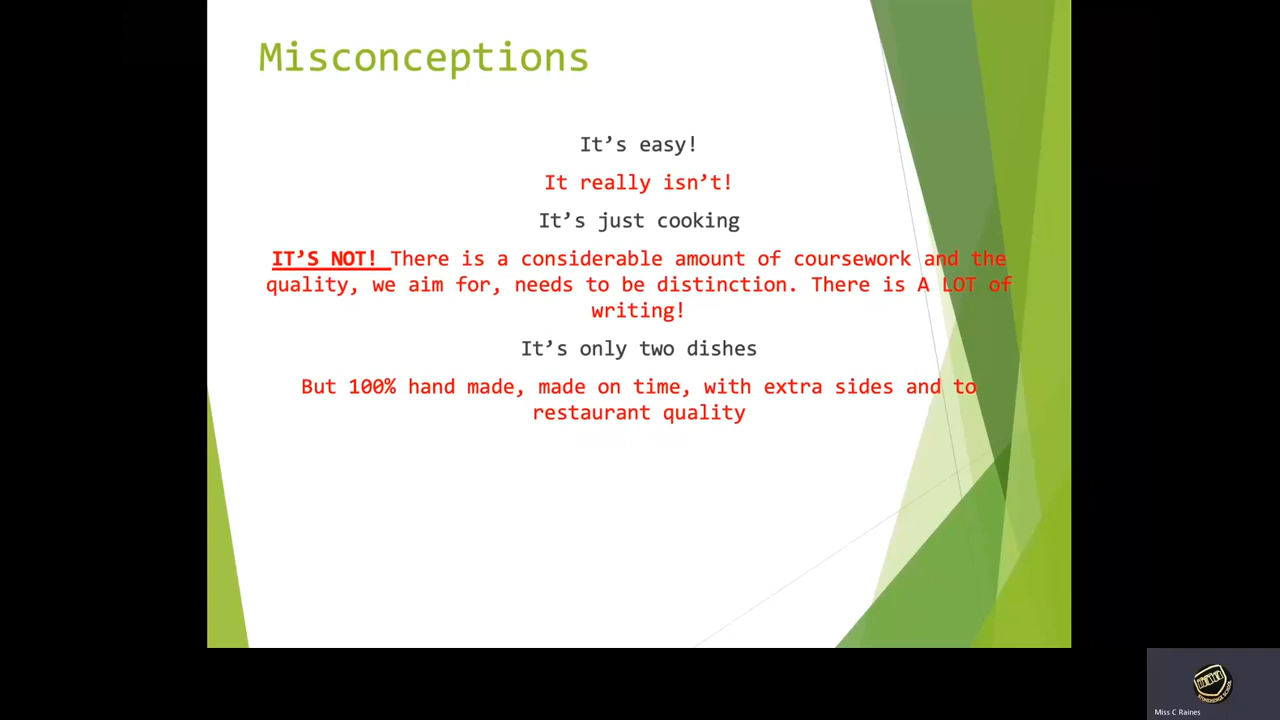 Misconceptions
It’s easy!
It really isn’t!
It’s just cooking
IT’S NOT! There is a considerable amount of coursework and the
quality, we aim for, needs to be distinction. There is A LOT of
writing!
It’s only two dishes
But 100% hand made, made on time, with extra sides and to
restaurant quality
Miss C Raines